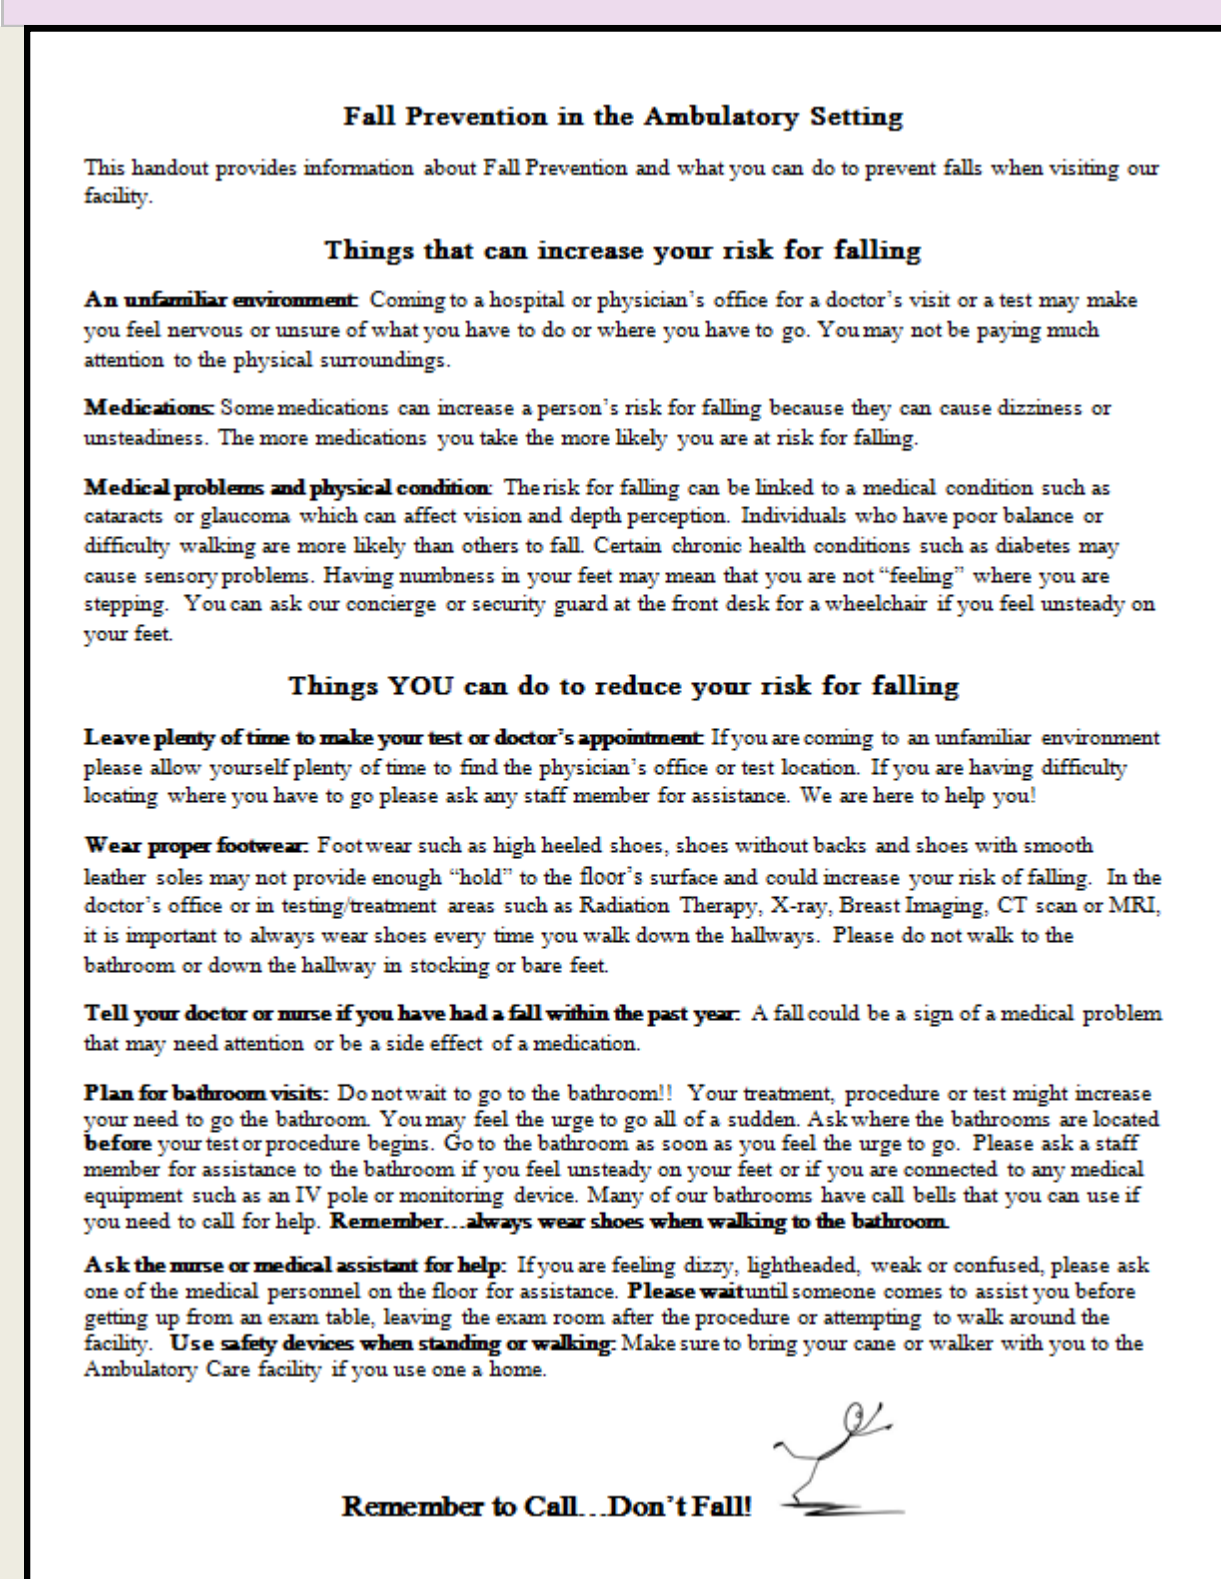 Fall Prevention in the Ambulatory Setting
This handout provides information about Fall Prevention and what you can do to prevent falls when visiting our
facility.
Things that can increase your risk for falling
An unfamiliar environment: Coming to a hospital or physician's office for a doctor's visit or a test may make
you feel nervous or unsure of what you have to do or where you have to go. You may not be paying much
attention to the physical surroundings.
Medications: Some medications can increase a person's risk for falling because they can cause dizziness or
unsteadiness. The more medications you take the more likely you are at risk for falling.
Medical problems and physical condition: The risk for falling can be linked to a medical condition such as
cataracts or glaucoma which can affect vision and depth perception. Individuals who have poor balance or
difficulty walking are more likely than others to fall. Certain chronic health conditions such as diabetes may
cause sensory problems. Having numbness in your feet may mean that you are not “feeling” where you are
stepping. You can ask our concierge or security guard at the front desk for a wheelchair if you feel unsteady on
your feet.
Things YOU can do to reduce your risk for falling
Leave plenty of time to make your test or doctor's appointment: If you are coming to an unfamiliar environment
please allow yourself plenty of time to find the physician's office or test location. If you are having difficulty
locating where you have to go please ask any staff member for assistance. We are here to help you!
Wear proper footwear: Footwear such as high heeled shoes, shoes without backs and shoes with smooth
leather soles may not provide enough “hold” to the floor's surface and could increase your risk of falling. In the
doctor's office or in testing/treatment areas such as Radiation Therapy, X-ray, Breast Imaging, CT scan or MRI,
it is important to always wear shoes every time you walk down the hallways. Please do not walk to the
bathroom or down the hallway in stocking or bare feet.
Tell your doctor or nurse if you have had a fall within the past year: A fall could be a sign of a medical problem
that may need attention or be a side effect of a medication.
Plan for bathroom visits: Do not wait to go to the bathroom!! Your treatment, procedure or test might increase
your need to go the bathroom. You may feel the urge to go all of a sudden. Ask where the bathrooms are located
before your test or procedure begins. Go to the bathroom as soon as you feel the urge to go. Please ask a staff
member for assistance to the bathroom if you feel unsteady on your feet or if you are connected to any medical
equipment such as an IV pole or monitoring device. Many of our bathrooms have call bells that you can use if
you need to call for help. Remember…always wear shoes when walking to the bathroom.
Ask the nurse or medical assistant for help: If you are feeling dizzy, lightheaded, weak or confused, please ask
one of the medical personnel on the floor for assistance. Please wait until someone comes to assist you before
getting up from an exam table, leaving the exam room after the procedure or attempting to walk around the
facility. Use safety devices when standing or walking: Make sure to bring your cane or walker with you to the
Ambulatory Care facility if you use one a home.
Remember to Call…Don't Fall!